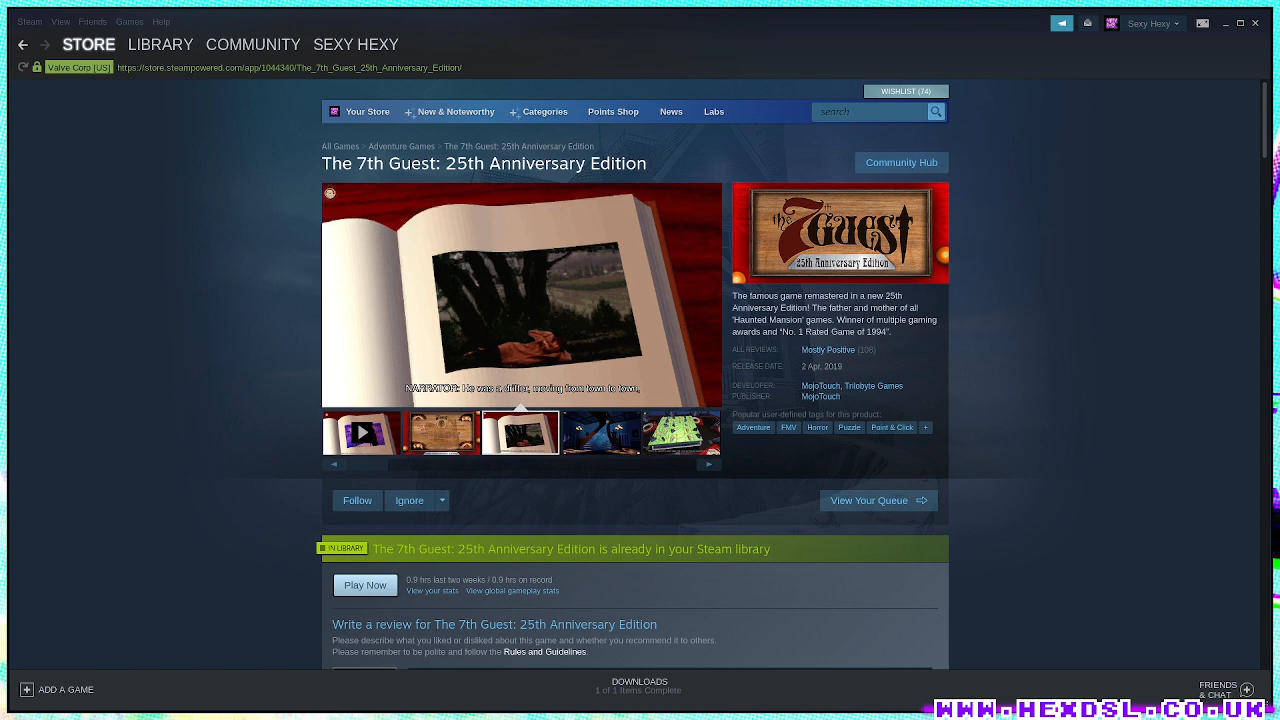 Steam View Friends Games Help
Sexy Hexy
STORE LIBRARY COMMUNITY SEXY HEXY
Valve Corp [US] https://store.steampowered.com/app/1044340/The_7th_Guest_25th_Anniversary_Edition/
WISHLIST (74)
Your Store New & Noteworthy Categories Points Shop News Labs search
All Games > Adventure Games > The 7th Guest: 25th Anniversary Edition
The 7th Guest: 25th Anniversary Edition
Community Hub
the 7th Guest
25th Anniversary Edition
The famous game remastered in a new 25th
Anniversary Edition! The father and mother of all
'Haunted Mansion' games. Winner of multiple gaming
awards and “No. 1 Rated Game of 1994”.
ALL REVIEWS: Mostly Positive (108)
RELEASE DATE: 2 Apr, 2019
DEVELOPER: MojoTouch, Trilobyte Games
PUBLISHER: MojoTouch
Popular user-defined tags for this product:
Adventure FMV Horror Puzzle Point & Click +
NARRATOR: He was a drifter, moving from town to town,
Follow Ignore View Your Queue
IN LIBRARY The 7th Guest: 25th Anniversary Edition is already in your Steam library
Play Now
0.9 hrs last two weeks / 0.9 hrs on record
View your stats View global gameplay stats
Write a review for The 7th Guest: 25th Anniversary Edition
Please describe what you liked or disliked about this game and whether you recommend it to others.
Please remember to be polite and follow the Rules and Guidelines.
ADD A GAME
DOWNLOADS
1 of 1 Items Complete
FRIENDS
& CHAT
WWW.HEXDSL.CO.UK